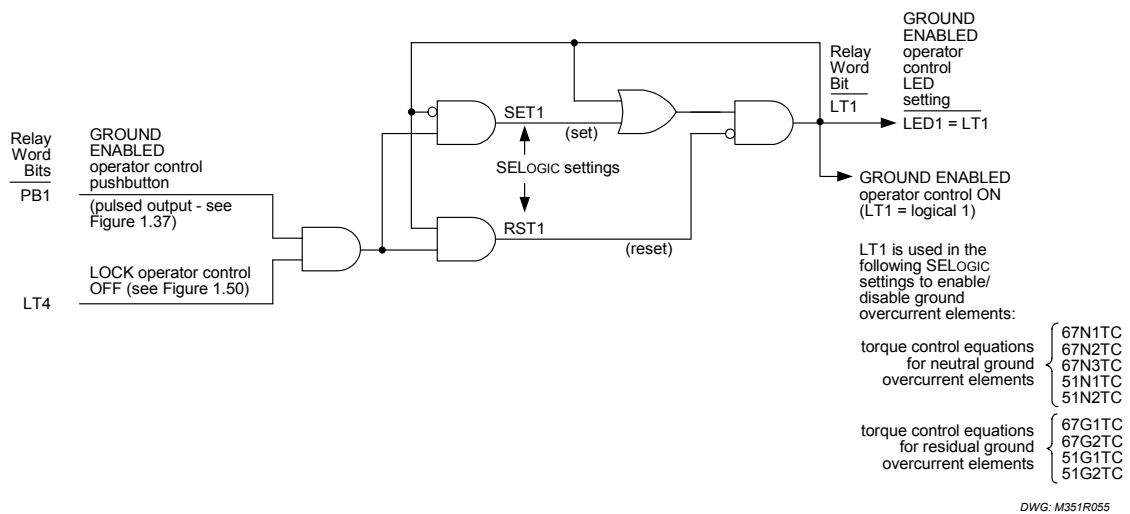 Relay
Word
Bits
PB1
LT4
GROUND
ENABLED
operator control
pushbutton
(pulsed output - see
Figure 1.37)
LOCK operator control
OFF (see Figure 1.50)
SET1
(set)
SELOGIC settings
RST1
(reset)
Relay
Word
Bit
LT1
GROUND
ENABLED
operator
control
LED
setting
LED1 = LT1
GROUND ENABLED
operator control ON
(LT1 = logical 1)
LT1 is used in the
following SELOGIC
settings to enable/
disable ground
overcurrent elements:
torque control equations
for neutral ground
overcurrent elements
67N1TC
67N2TC
67N3TC
51N1TC
51N2TC
torque control equations
for residual ground
overcurrent elements
67G1TC
67G2TC
51G1TC
51G2TC
DWG: M351R055